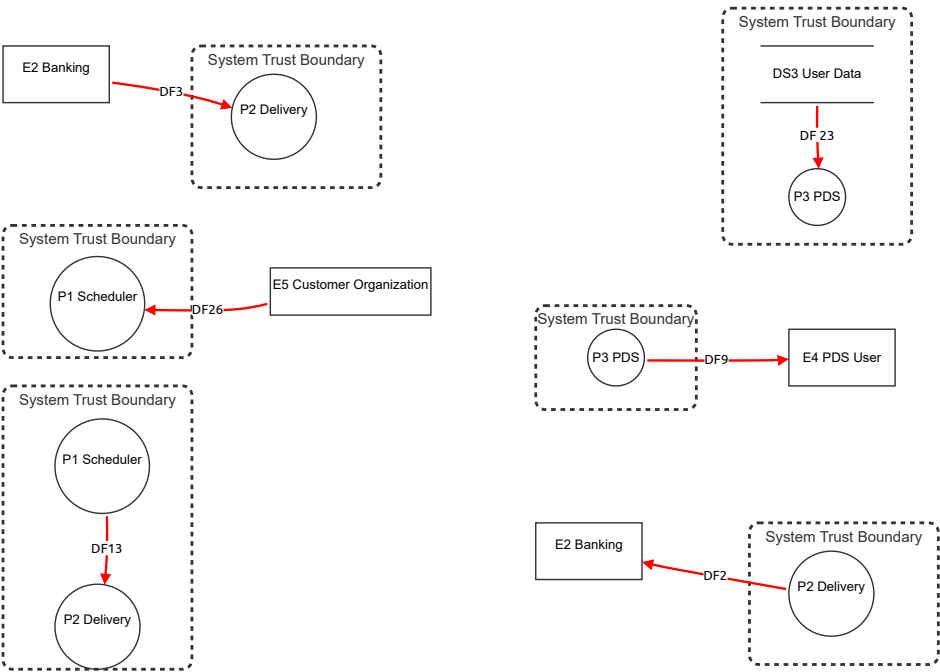 E2 Banking
DF3
System Trust Boundary
P2 Delivery
System Trust Boundary
DS3 User Data
DF 23
P3 PDS
System Trust Boundary
P1 Scheduler
DF26
E5 Customer Organization
System Trust Boundary
P3 PDS
DF9
E4 PDS User
System Trust Boundary
P1 Scheduler
DF13
P2 Delivery
E2 Banking
DF2
System Trust Boundary
P2 Delivery